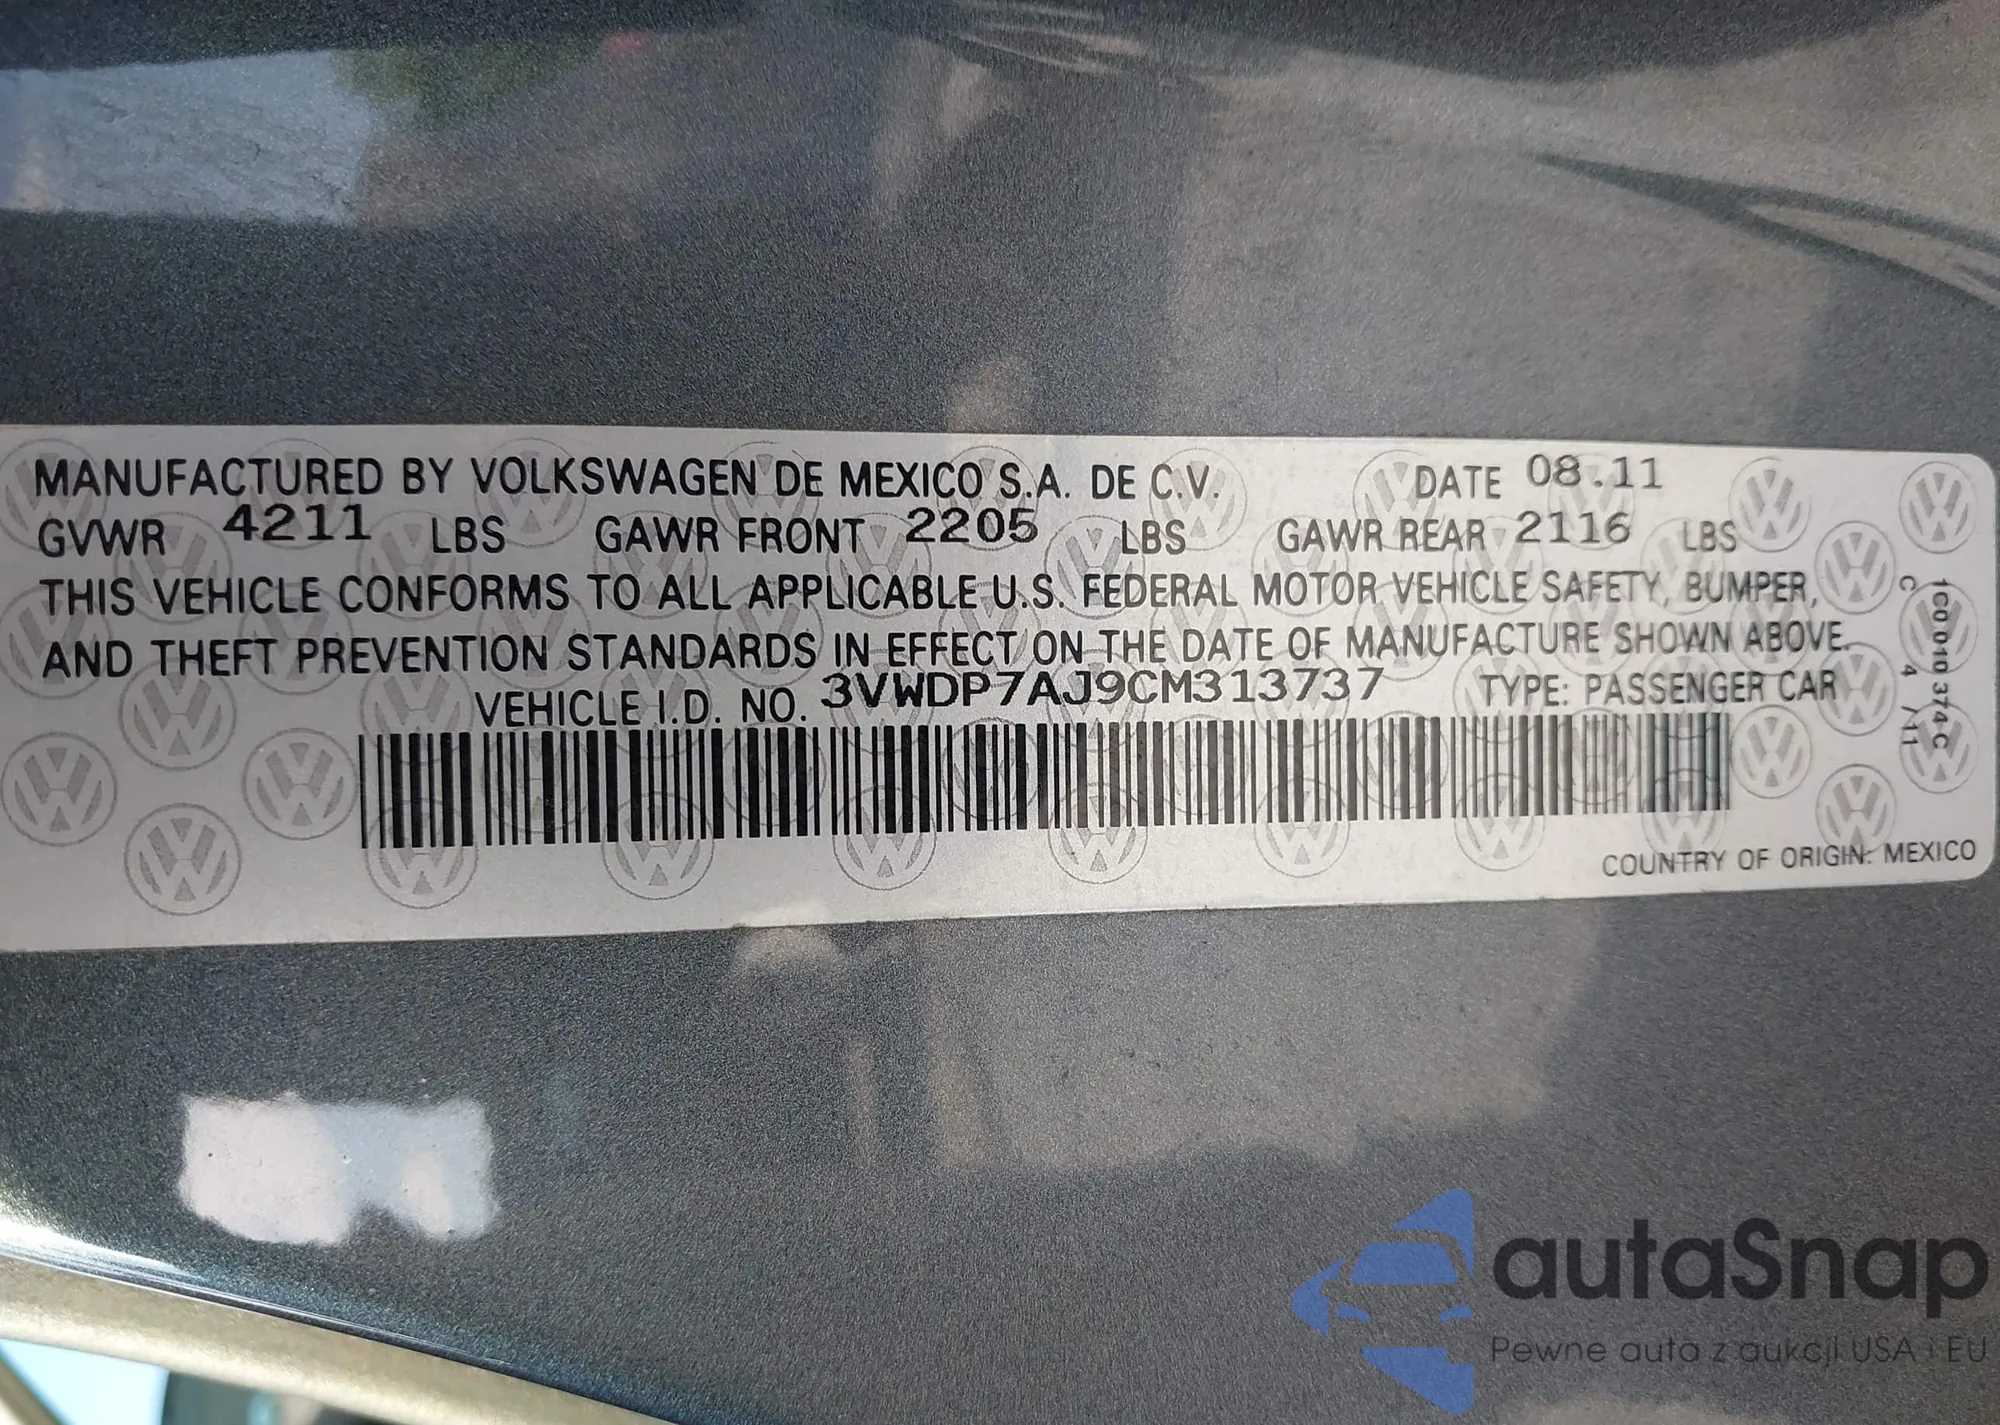 MANUFACTURED BY VOLKSWAGEN DE MEXICO S.A. DE C.V. DATE 08.11
GVWR 4211 LBS GAWR FRONT 2205 LBS GAWR REAR 2116 LBS
THIS VEHICLE CONFORMS TO ALL APPLICABLE U.S. FEDERAL MOTOR VEHICLE SAFETY, BUMPER,
AND THEFT PREVENTION STANDARDS IN EFFECT ON THE DATE OF MANUFACTURE SHOWN ABOVE.
VEHICLE I.D. NO. 3VWDP7AJ9CM313737 TYPE: PASSENGER CAR
1C0 010 374 C
C 4 /11
COUNTRY OF ORIGIN: MEXICO
autaSnap
Pewne auta z aukcji USA i EU